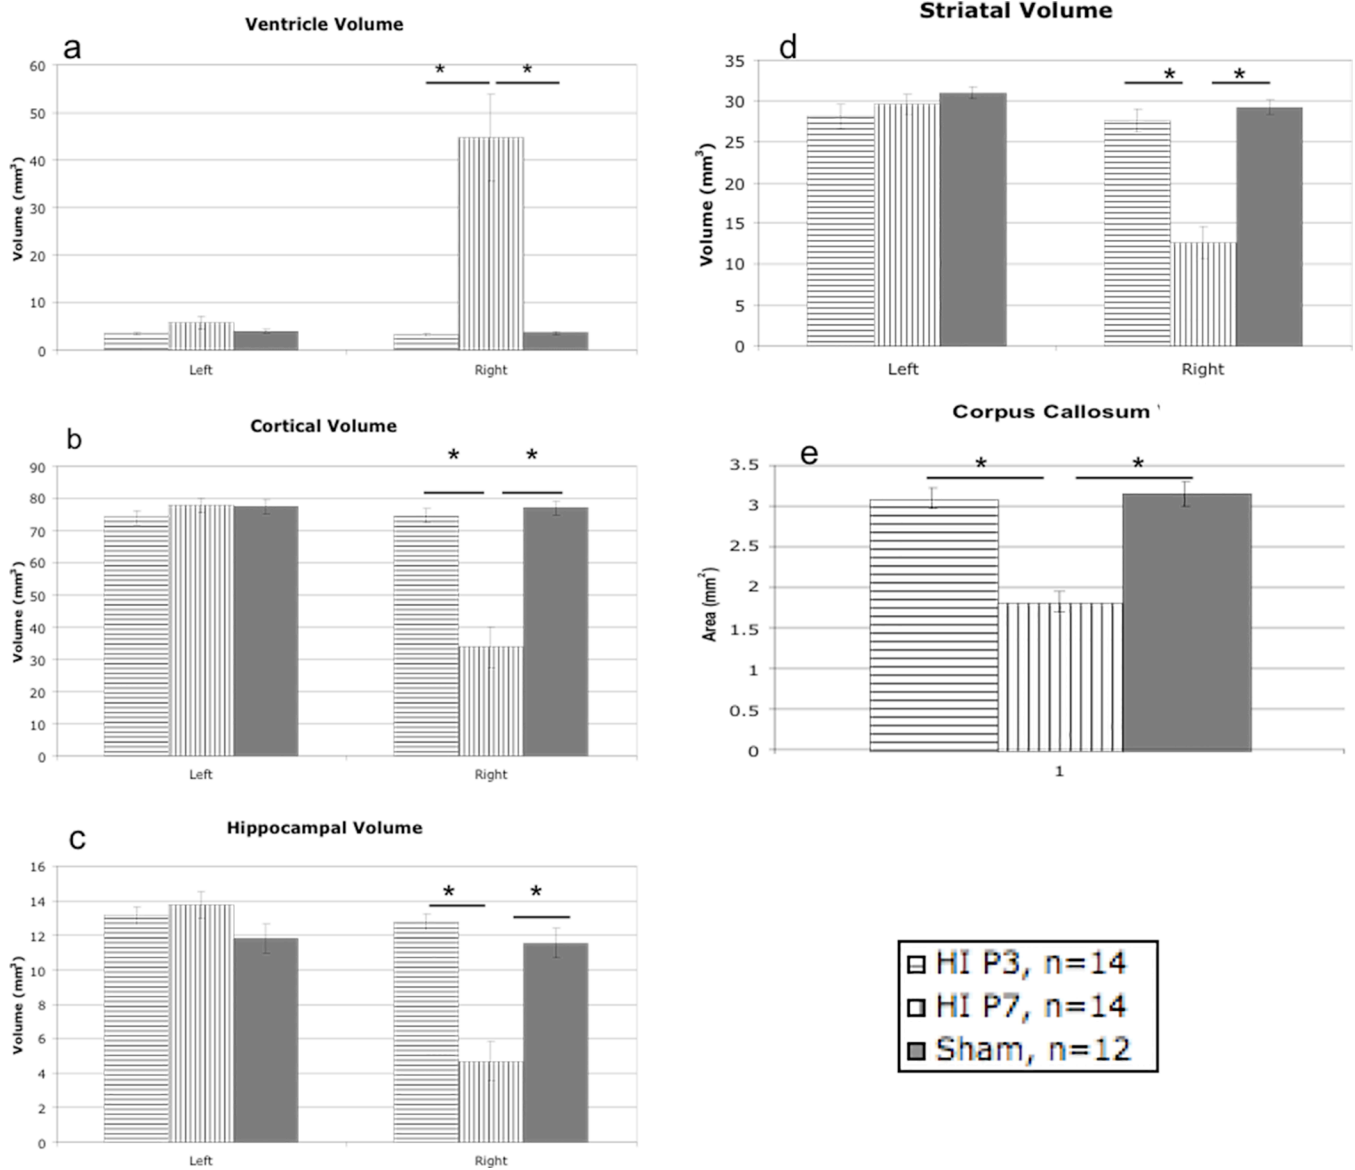 a
Ventricle Volume
* *
60
50
40
30
20
10
0
Volume (mm³)
Left Right
b
Cortical Volume
* *
90
80
70
60
50
40
30
20
10
0
Volume (mm³)
Left Right
c
Hippocampal Volume
* *
16
14
12
10
8
6
4
2
0
Volume (mm³)
Left Right
d
Striatal Volume
* *
35
30
25
20
15
10
5
0
Volume (mm³)
Left Right
e
Corpus Callosum
* *
3.5
3
2.5
2
1.5
1
0.5
0
Area (mm²)
1
HI P3, n=14
HI P7, n=14
Sham, n=12